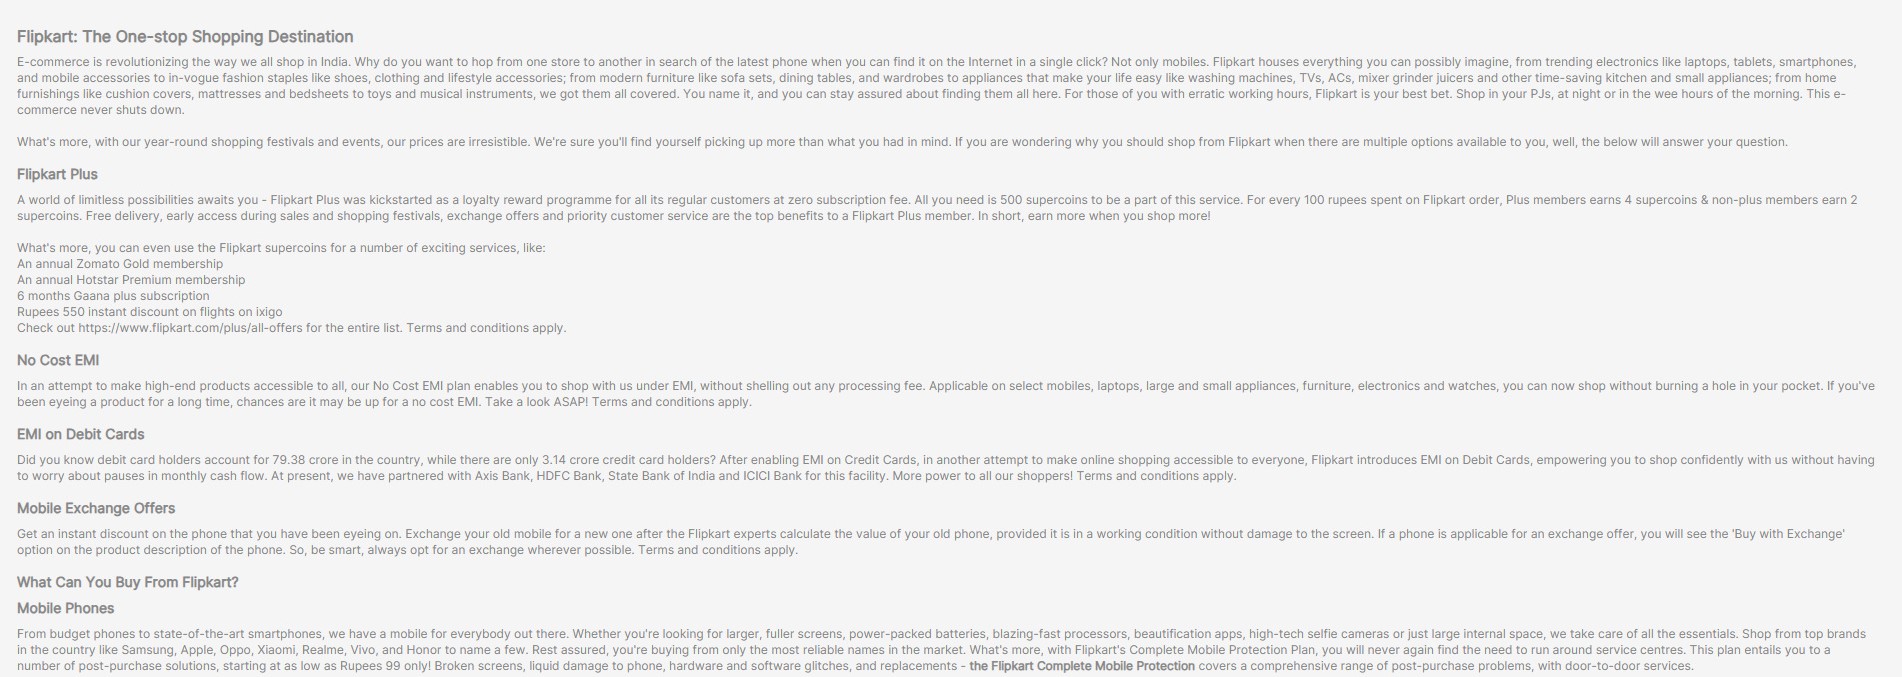 Flipkart: The One-stop Shopping Destination
E-commerce is revolutionizing the way we all shop in India. Why do you want to hop from one store to another in search of the latest phone when you can find it on the Internet in a single click? Not only mobiles. Flipkart houses everything you can possibly imagine, from trending electronics like laptops, tablets, smartphones,
and mobile accessories to in-vogue fashion staples like shoes, clothing and lifestyle accessories; from modern furniture like sofa sets, dining tables, and wardrobes to appliances that make your life easy like washing machines, TVs, ACs, mixer grinder juicers and other time-saving kitchen and small appliances; from home
furnishings like cushion covers, mattresses and bedsheets to toys and musical instruments, we got them all covered. You name it, and you can stay assured about finding them all here. For those of you with erratic working hours, Flipkart is your best bet. Shop in your PJs, at night or in the wee hours of the morning. This e-
commerce never shuts down.
What's more, with our year-round shopping festivals and events, our prices are irresistible. We're sure you'll find yourself picking up more than what you had in mind. If you are wondering why you should shop from Flipkart when there are multiple options available to you, well, the below will answer your question.
Flipkart Plus
A world of limitless possibilities awaits you - Flipkart Plus was kickstarted as a loyalty reward programme for all its regular customers at zero subscription fee. All you need is 500 supercoins to be a part of this service. For every 100 rupees spent on Flipkart order, Plus members earns 4 supercoins & non-plus members earn 2
supercoins. Free delivery, early access during sales and shopping festivals, exchange offers and priority customer service are the top benefits to a Flipkart Plus member. In short, earn more when you shop more!
What's more, you can even use the Flipkart supercoins for a number of exciting services, like:
An annual Zomato Gold membership
An annual Hotstar Premium membership
6 months Gaana plus subscription
Rupees 550 instant discount on flights on ixigo
Check out https://www.flipkart.com/plus/all-offers for the entire list. Terms and conditions apply.
No Cost EMI
In an attempt to make high-end products accessible to all, our No Cost EMI plan enables you to shop with us under EMI, without shelling out any processing fee. Applicable on select mobiles, laptops, large and small appliances, furniture, electronics and watches, you can now shop without burning a hole in your pocket. If you've
been eyeing a product for a long time, chances are it may be up for a no cost EMI. Take a look ASAP! Terms and conditions apply.
EMI on Debit Cards
Did you know debit card holders account for 79.38 crore in the country, while there are only 3.14 crore credit card holders? After enabling EMI on Credit Cards, in another attempt to make online shopping accessible to everyone, Flipkart introduces EMI on Debit Cards, empowering you to shop confidently with us without having
to worry about pauses in monthly cash flow. At present, we have partnered with Axis Bank, HDFC Bank, State Bank of India and ICICI Bank for this facility. More power to all our shoppers! Terms and conditions apply.
Mobile Exchange Offers
Get an instant discount on the phone that you have been eyeing on. Exchange your old mobile for a new one after the Flipkart experts calculate the value of your old phone, provided it is in a working condition without damage to the screen. If a phone is applicable for an exchange offer, you will see the 'Buy with Exchange'
option on the product description of the phone. So, be smart, always opt for an exchange wherever possible. Terms and conditions apply.
What Can You Buy From Flipkart?
Mobile Phones
From budget phones to state-of-the-art smartphones, we have a mobile for everybody out there. Whether you're looking for larger, fuller screens, power-packed batteries, blazing-fast processors, beautification apps, high-tech selfie cameras or just large internal space, we take care of all the essentials. Shop from top brands
in the country like Samsung, Apple, Oppo, Xiaomi, Realme, Vivo, and Honor to name a few. Rest assured, you're buying from only the most reliable names in the market. What's more, with Flipkart's Complete Mobile Protection Plan, you will never again find the need to run around service centres. This plan entails you to a
number of post-purchase solutions, starting at as low as Rupees 99 only! Broken screens, liquid damage to phone, hardware and software glitches, and replacements - the Flipkart Complete Mobile Protection covers a comprehensive range of post-purchase problems, with door-to-door services.